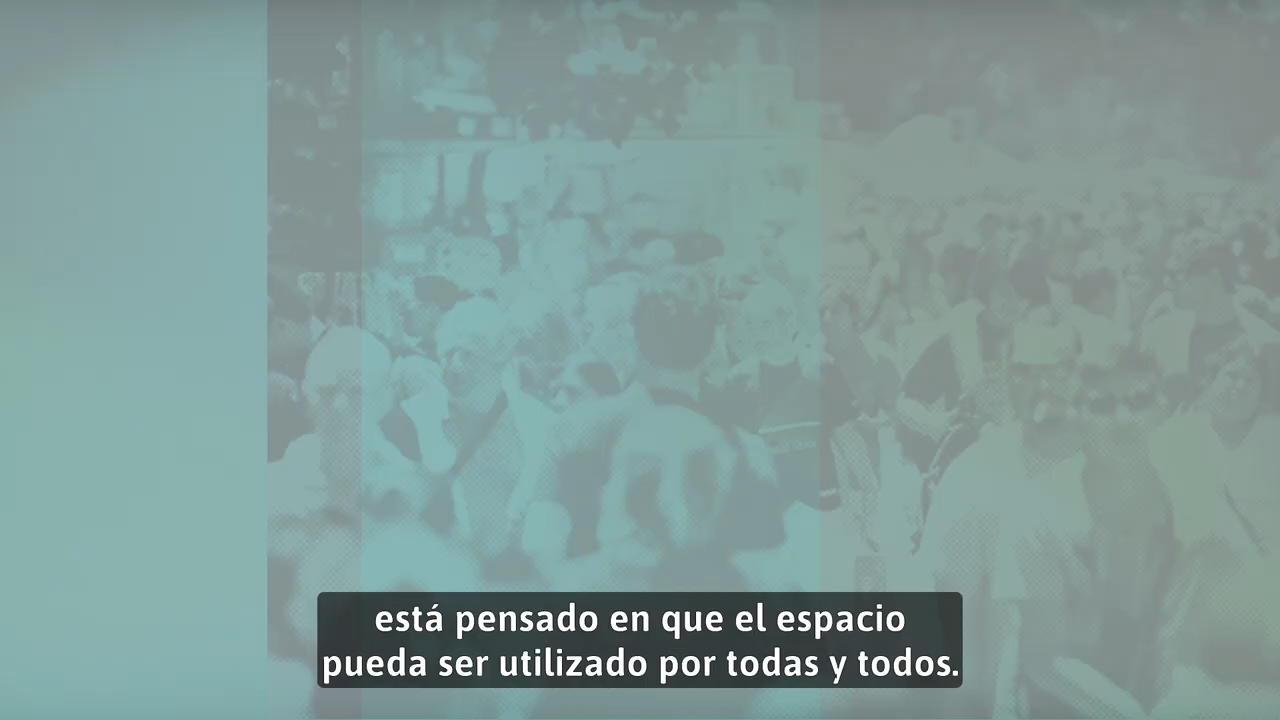 está pensado en que el espacio
pueda ser utilizado por todas y todos.